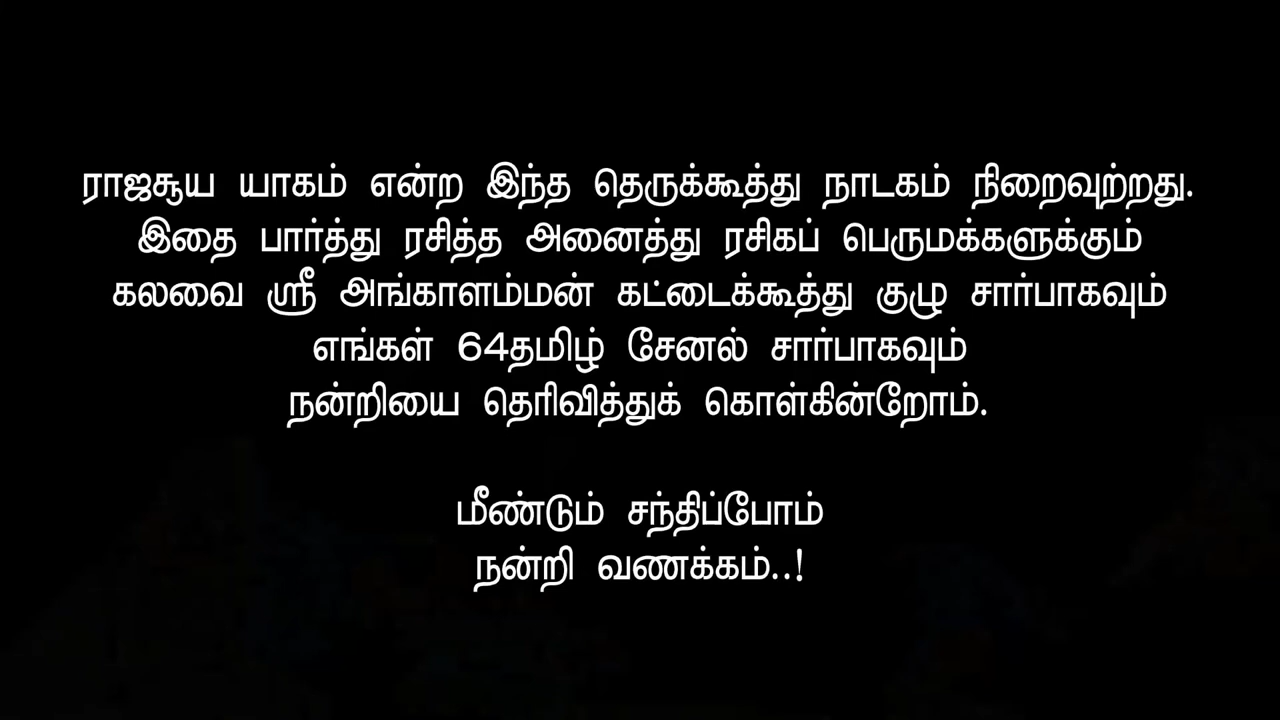 ராஜசூய யாகம் என்ற இந்த தெருக்கூத்து நாடகம் நிறைவுற்றது.
இதை பார்த்து ரசித்த அனைத்து ரசிகப் பெருமக்களுக்கும்
கலவை ஸ்ரீ அங்காளம்மன் கட்டைக்கூத்து குழு சார்பாகவும்
எங்கள் 64தமிழ் சேனல் சார்பாகவும்
நன்றியை தெரிவித்துக் கொள்கின்றோம்.
மீண்டும் சந்திப்போம்
நன்றி வணக்கம்..!